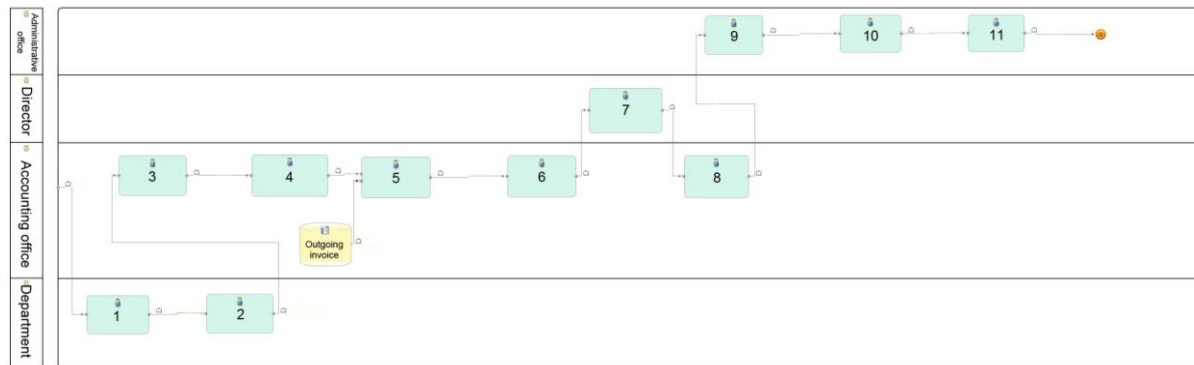 Administrative
office
9
10
11
Director
7
Accounting office
3
4
5
6
8
Outgoing
invoice
Department
1
2